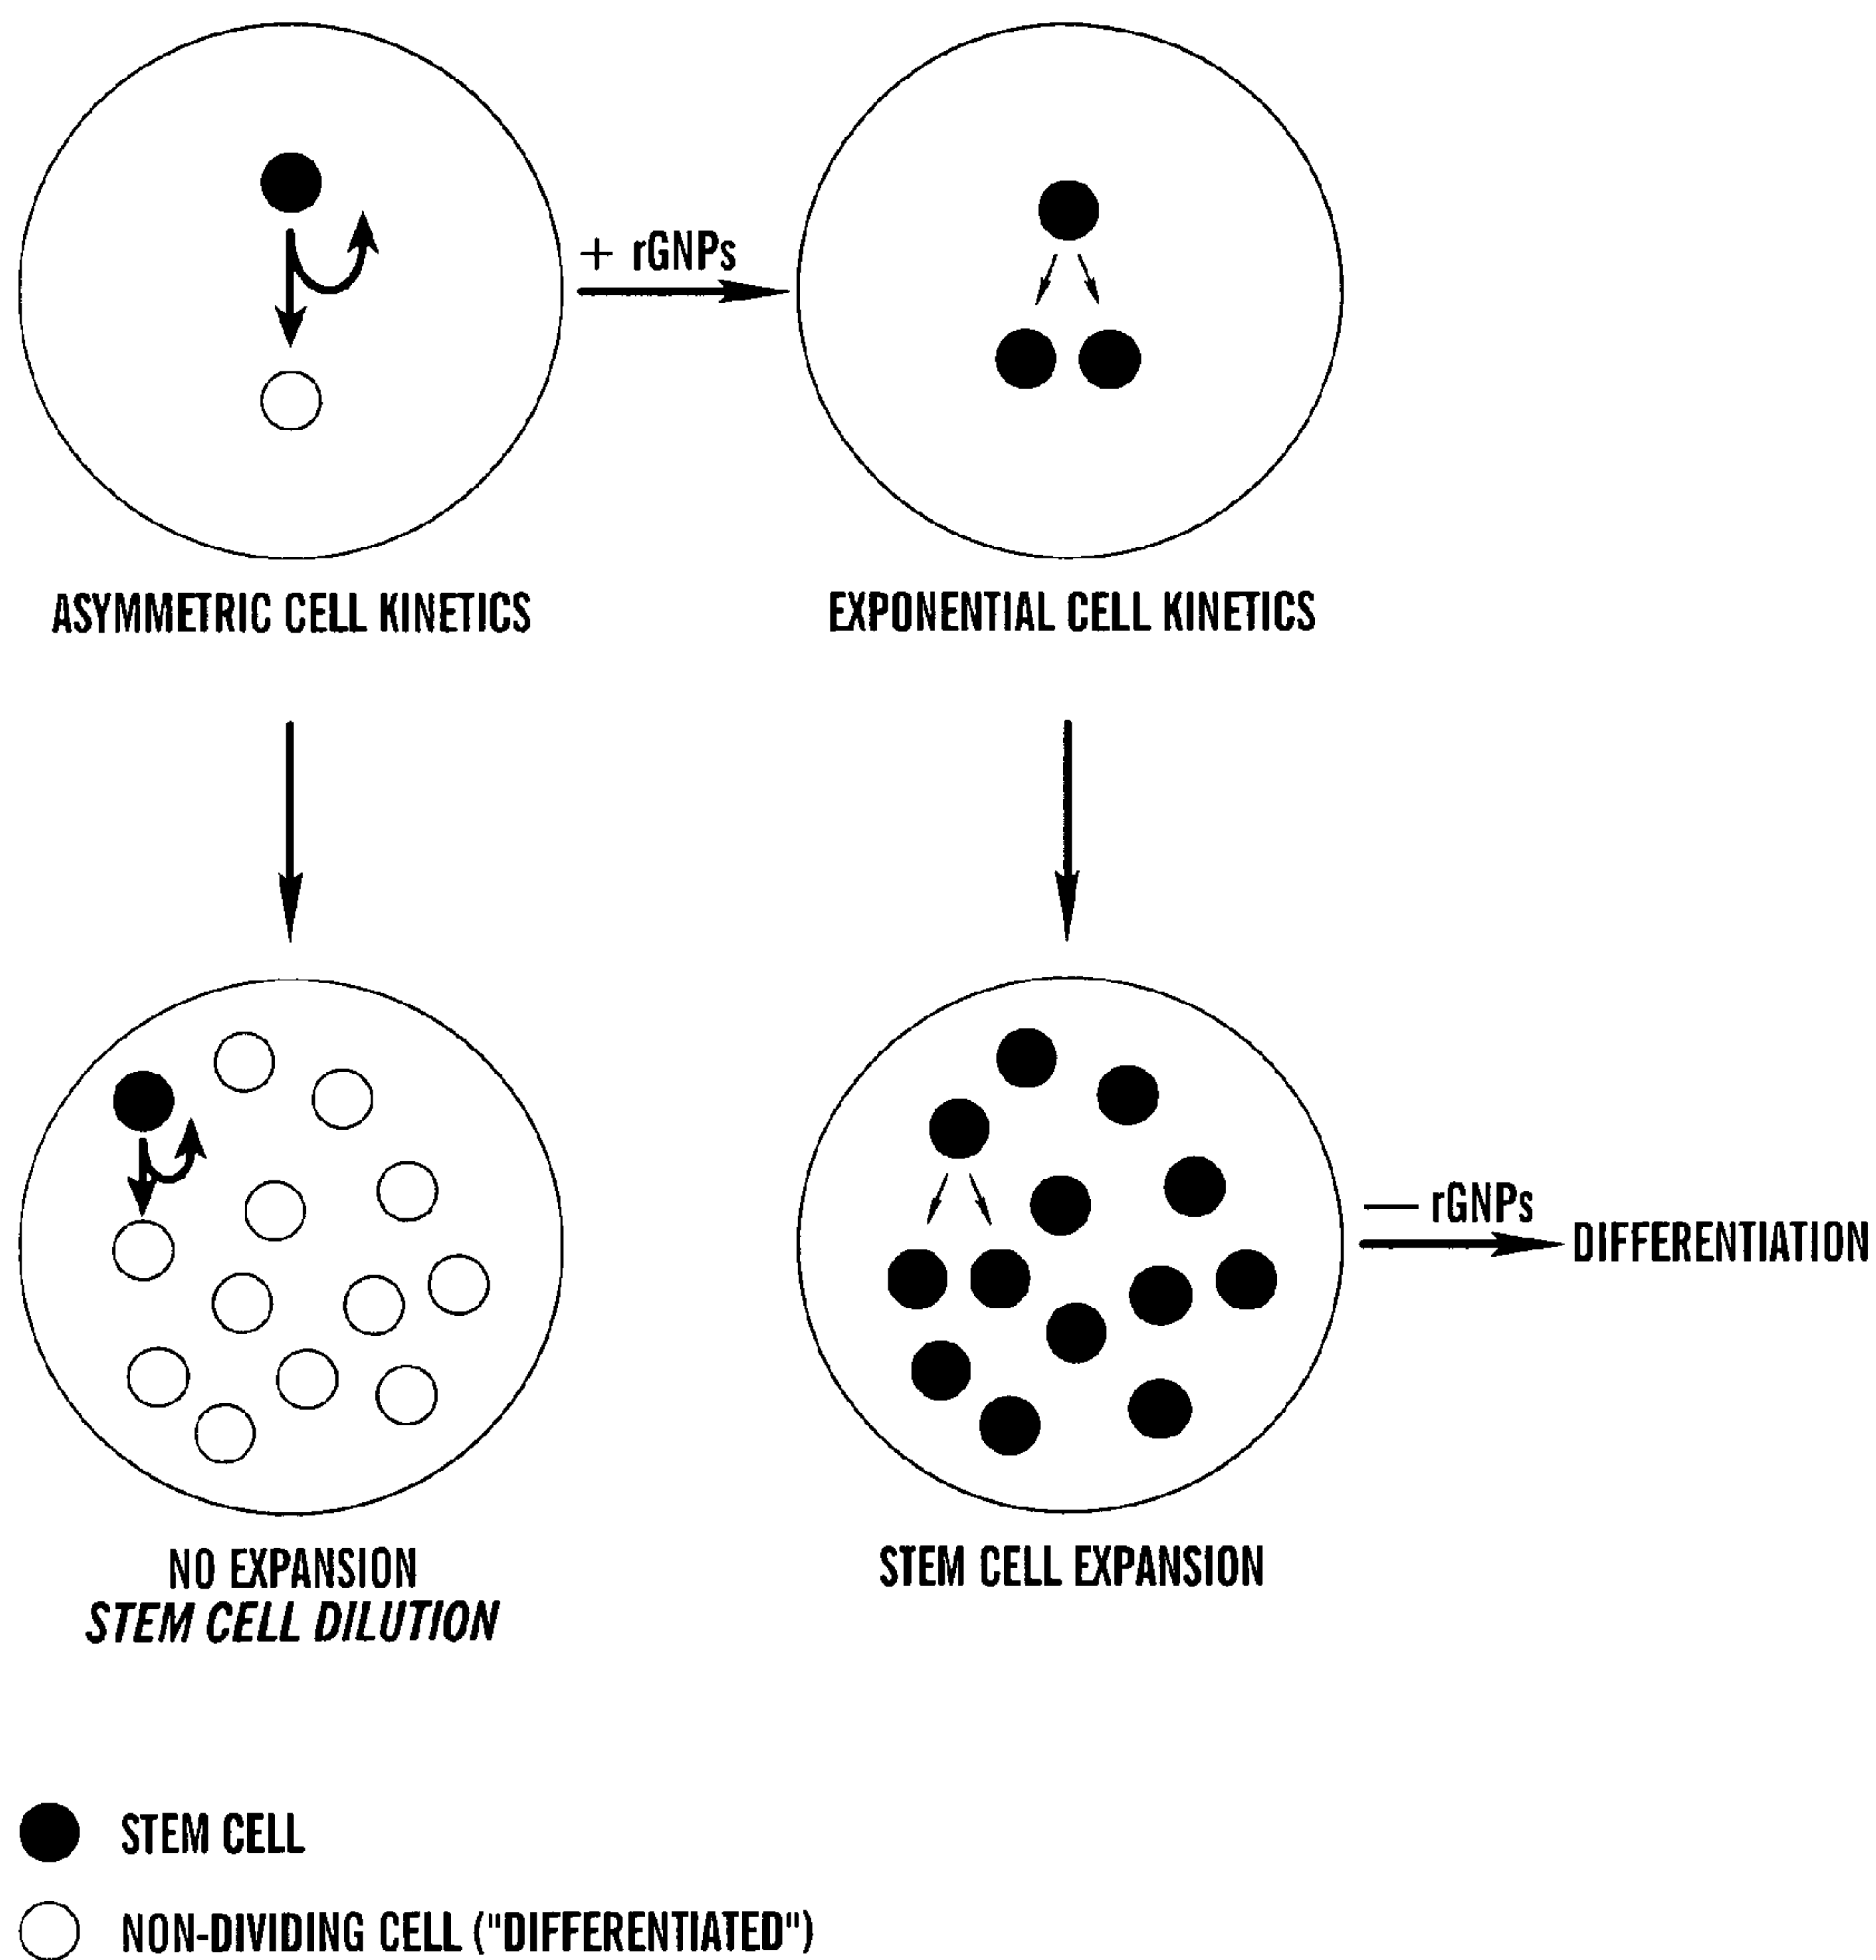 + rGNPs
ASYMMETRIC CELL KINETICS
EXPONENTIAL CELL KINETICS
— rGNPs
DIFFERENTIATION
NO EXPANSION
STEM CELL DILUTION
STEM CELL EXPANSION
STEM CELL
NON-DIVIDING CELL ("DIFFERENTIATED")